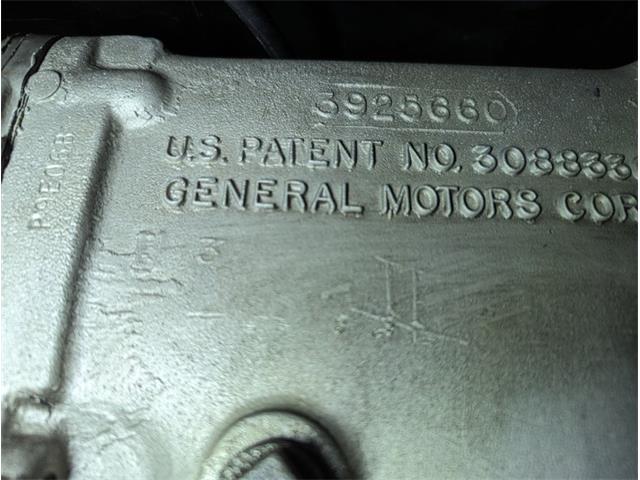 3925660
U.S. PATENT NO. 308833
GENERAL MOTORS COR